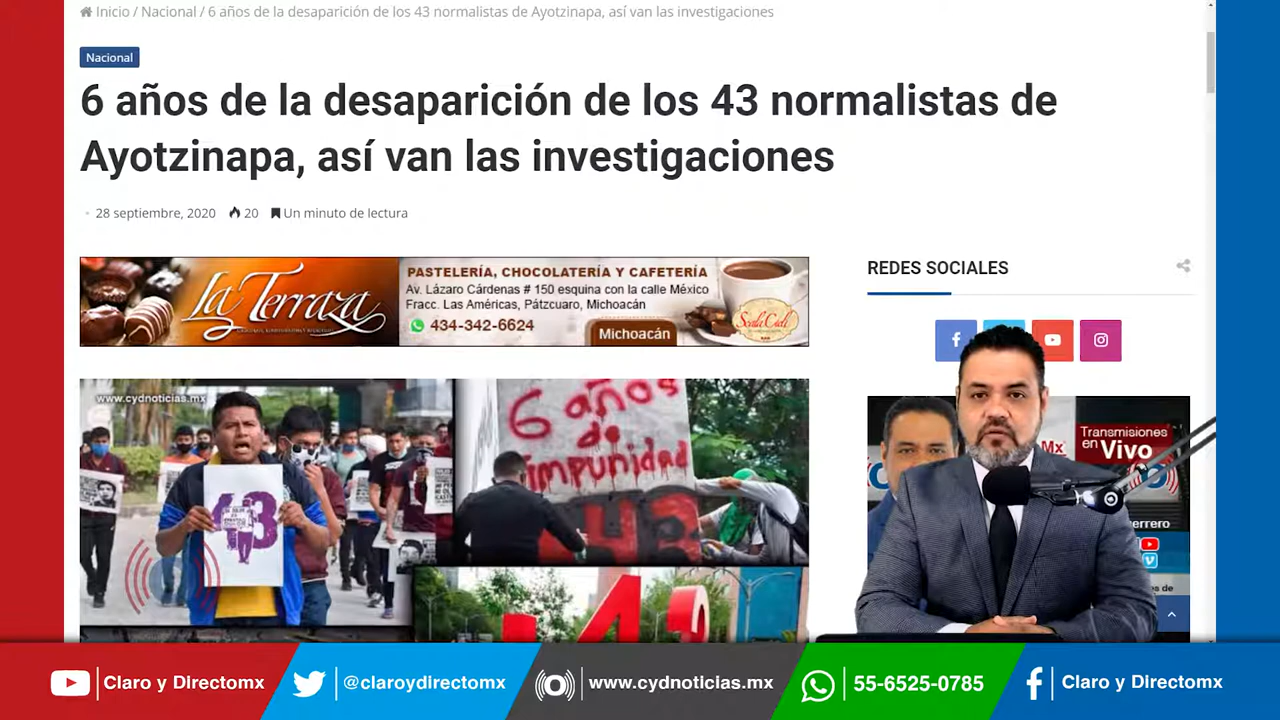 Inicio / Nacional / 6 años de la desaparición de los 43 normalistas de Ayotzinapa, así van las investigaciones
Nacional
6 años de la desaparición de los 43 normalistas de
Ayotzinapa, así van las investigaciones
28 septiembre, 2020 20 Un minuto de lectura
La Terraza
PASTELERÍA, CHOCOLATERÍA Y CAFETERÍA
Av. Lázaro Cárdenas # 150 esquina con la calle México
Fracc. Las Américas, Pátzcuaro, Michoacán
434-342-6624
Michoacán
REDES SOCIALES
www.cydnoticias.mx
43
6 años
de
impunidad
43
43
Mx
Transmisiones
en Vivo
Claro y Directomx
@claroydirectomx
www.cydnoticias.mx
55-6525-0785
Claro y Directomx